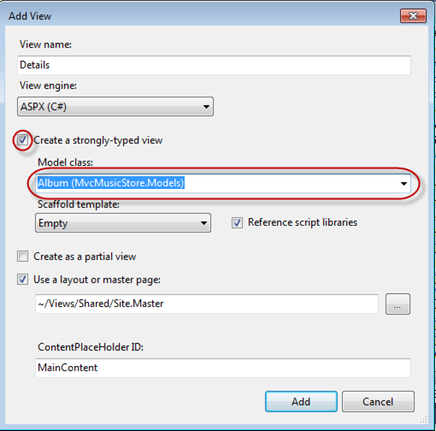 Add View
View name:
Details
View engine:
ASPX (C#)
Create a strongly-typed view
Model class:
Album (MvcMusicStore.Models)
Scaffold template:
Empty
Reference script libraries
Create as a partial view
Use a layout or master page:
~/Views/Shared/Site.Master
...
ContentPlaceHolder ID:
MainContent
Add
Cancel